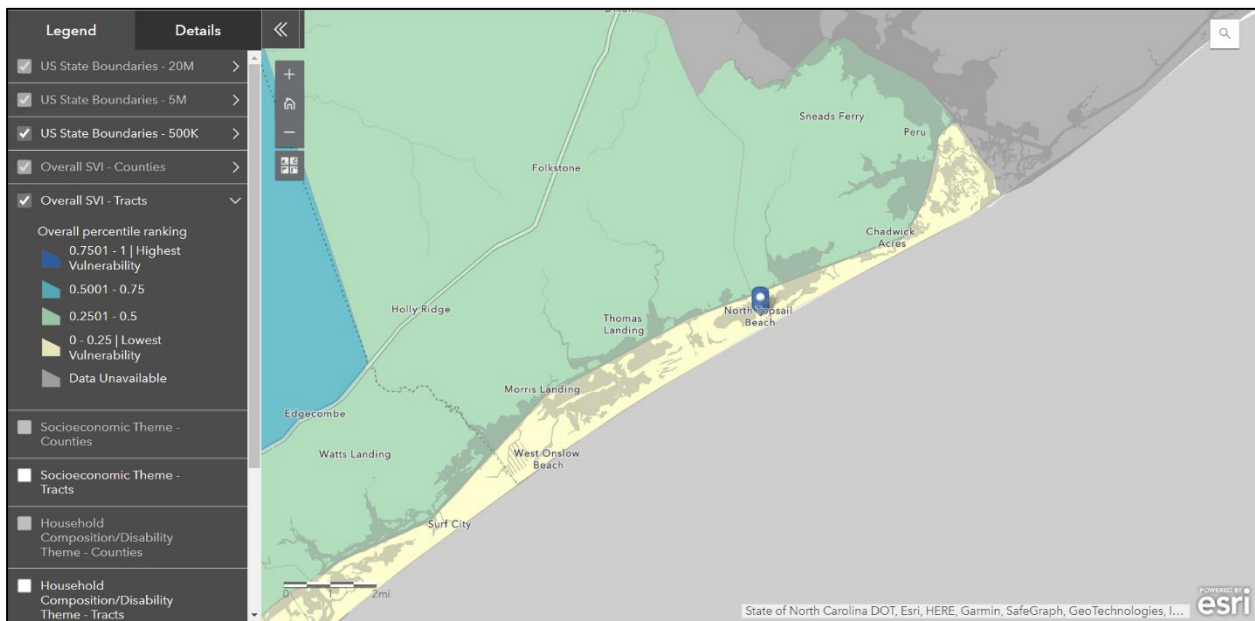 Legend
Details
US State Boundaries - 20M
US State Boundaries - 5M
US State Boundaries - 500K
Overall SVI - Counties
Overall SVI - Tracts
Overall percentile ranking
0.7501 - 1 | Highest
Vulnerability
0.5001 - 0.75
0.2501 - 0.5
0 - 0.25 | Lowest
Vulnerability
Data Unavailable
Socioeconomic Theme -
Counties
Socioeconomic Theme -
Tracts
Household
Composition/Disability
Theme - Counties
Household
Composition/Disability
Theme - Tracts
Sneads Ferry
Peru
Folkstone
Chadwick
Acres
Holly Ridge
Thomas
Landing
North Topsail
Beach
Morris Landing
Edgecombe
Watts Landing
West Onslow
Beach
Surf City
0 1 2mi
State of North Carolina DOT, Esri, HERE, Garmin, SafeGraph, GeoTechnologies, I...
POWERED BY
esri